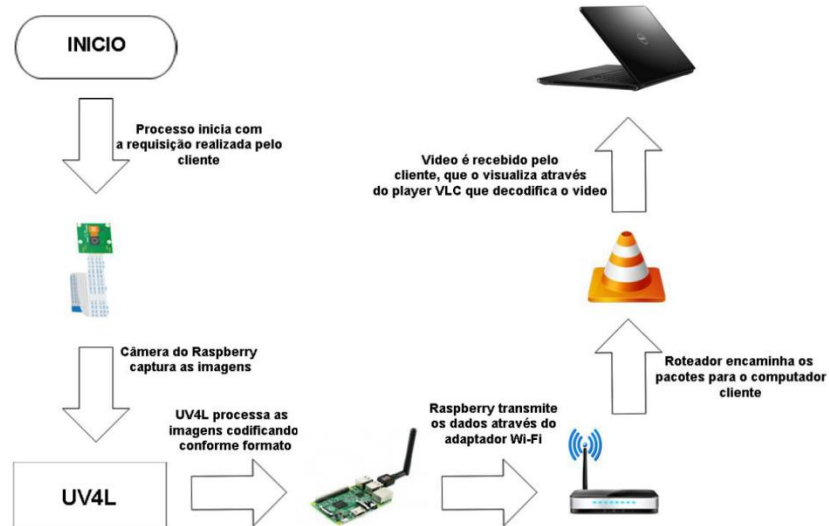 INICIO
Processo inicia com
a requisição realizada pelo
cliente
Câmera do Raspberry
captura as imagens
UV4L
UV4L processa as
imagens codificando
conforme formato
Raspberry transmite
os dados através do
adaptador Wi-Fi
Roteador encaminha os
pacotes para o computador
cliente
Video é recebido pelo
cliente, que o visualiza através
do player VLC que decodifica o video